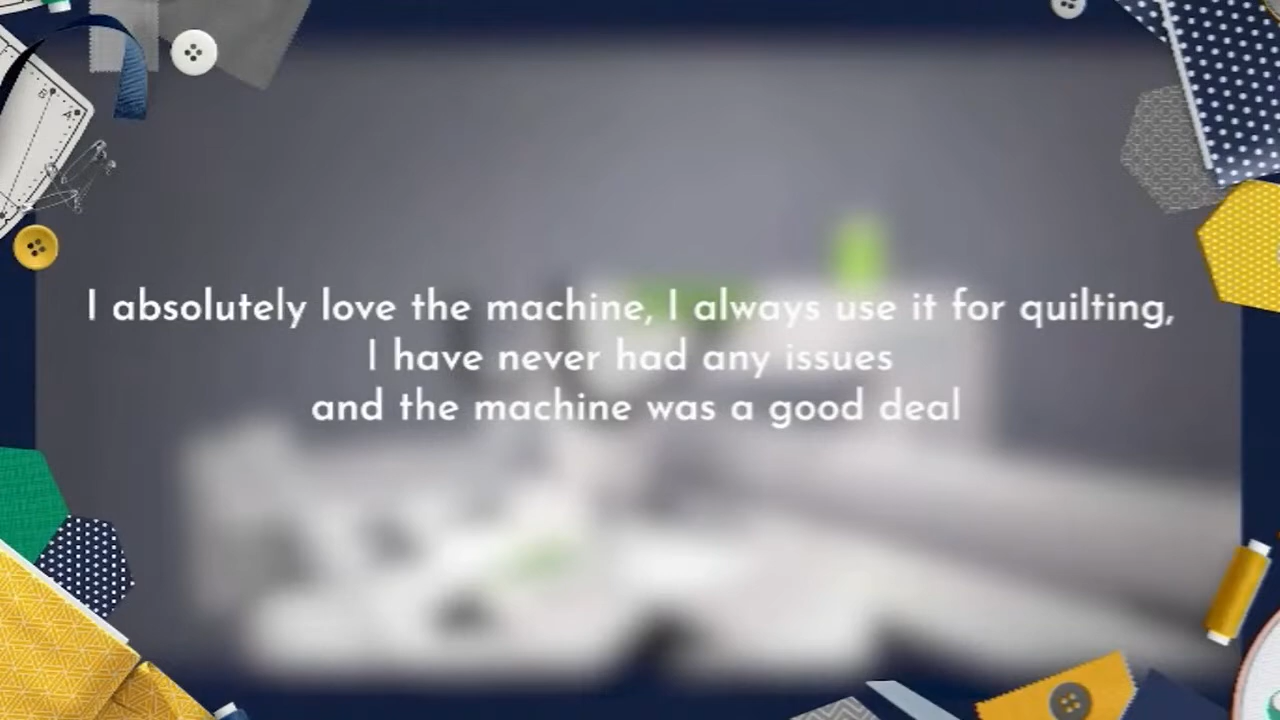 I absolutely love the machine, I always use it for quilting,
I have never had any issues
and the machine was a good deal